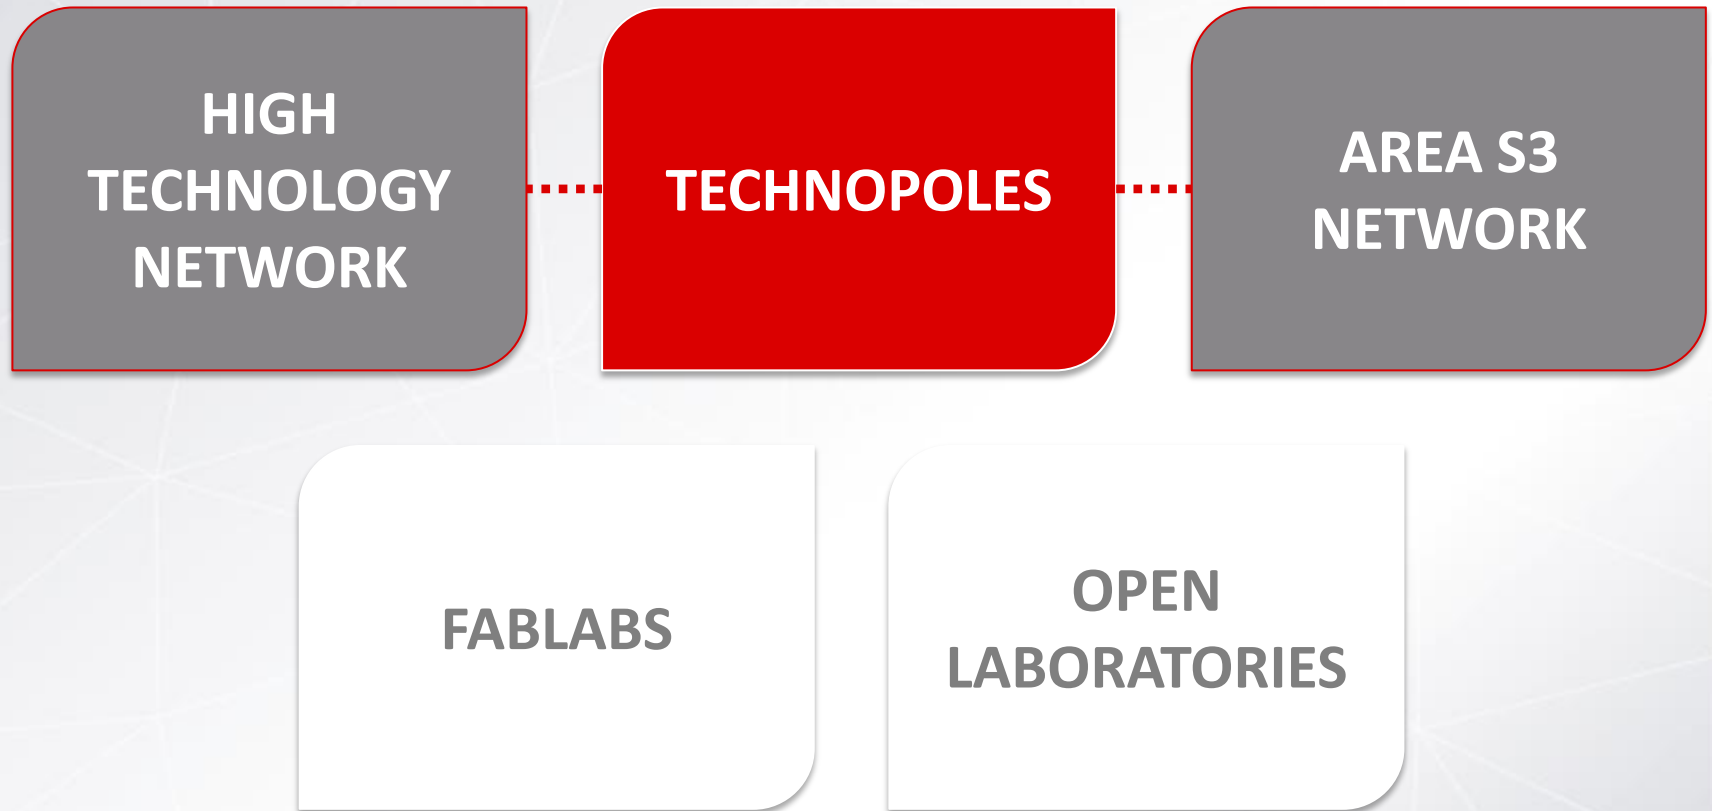 HIGH
TECHNOLOGY
NETWORK
TECHNOPOLES
AREA S3
NETWORK
FABLABS
OPEN
LABORATORIES